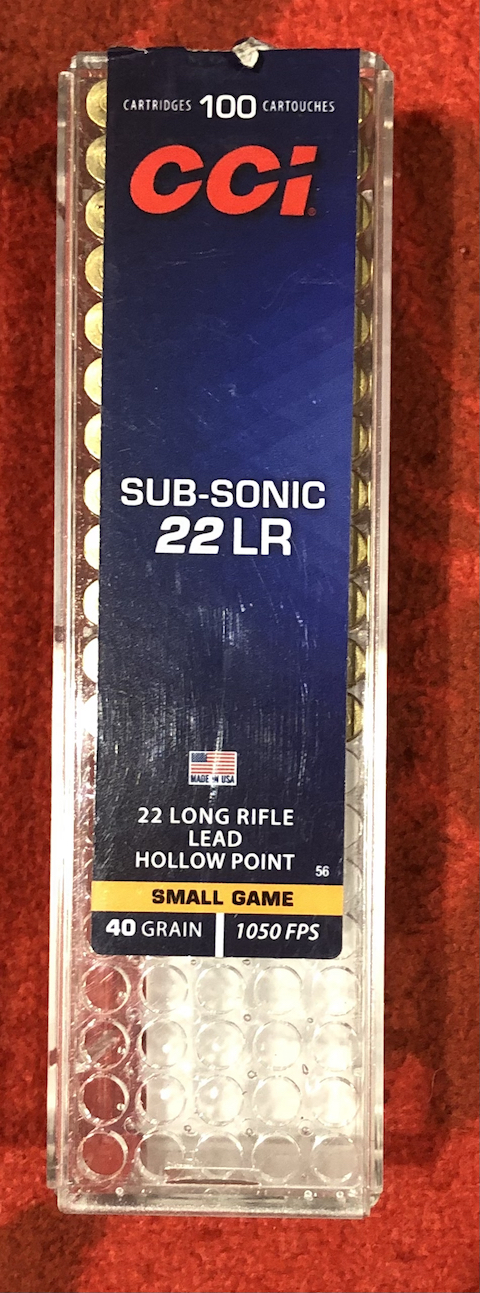 CARTRIDGES 100 CARTOUCHES
CCI®
SUB-SONIC
22 LR
MADE IN USA
22 LONG RIFLE
LEAD
HOLLOW POINT
56
SMALL GAME
40 GRAIN 1050 FPS